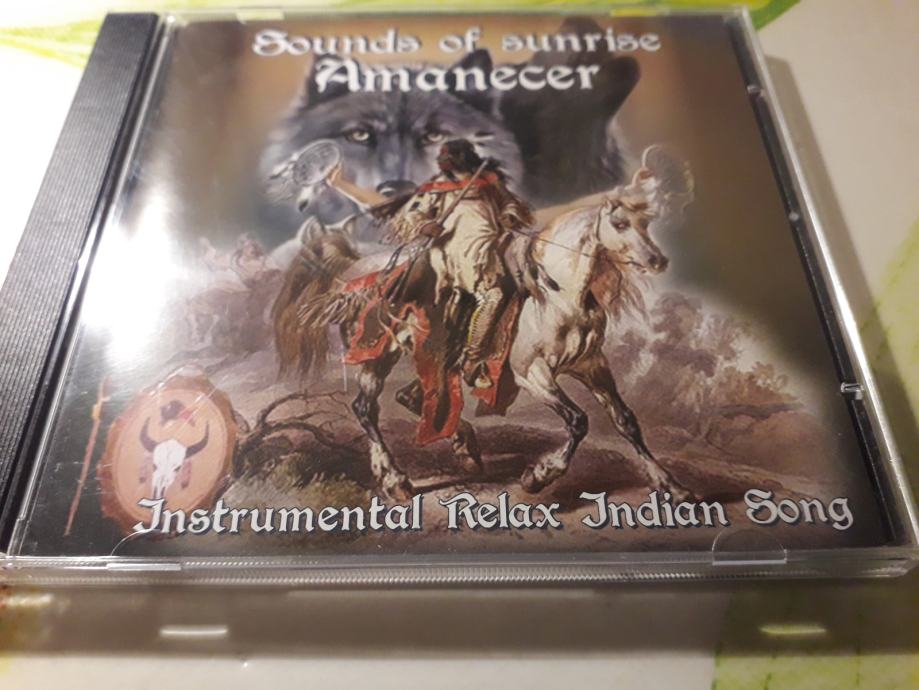 Sounds of sunrise
Amanecer
Instrumental Relax Indian Song